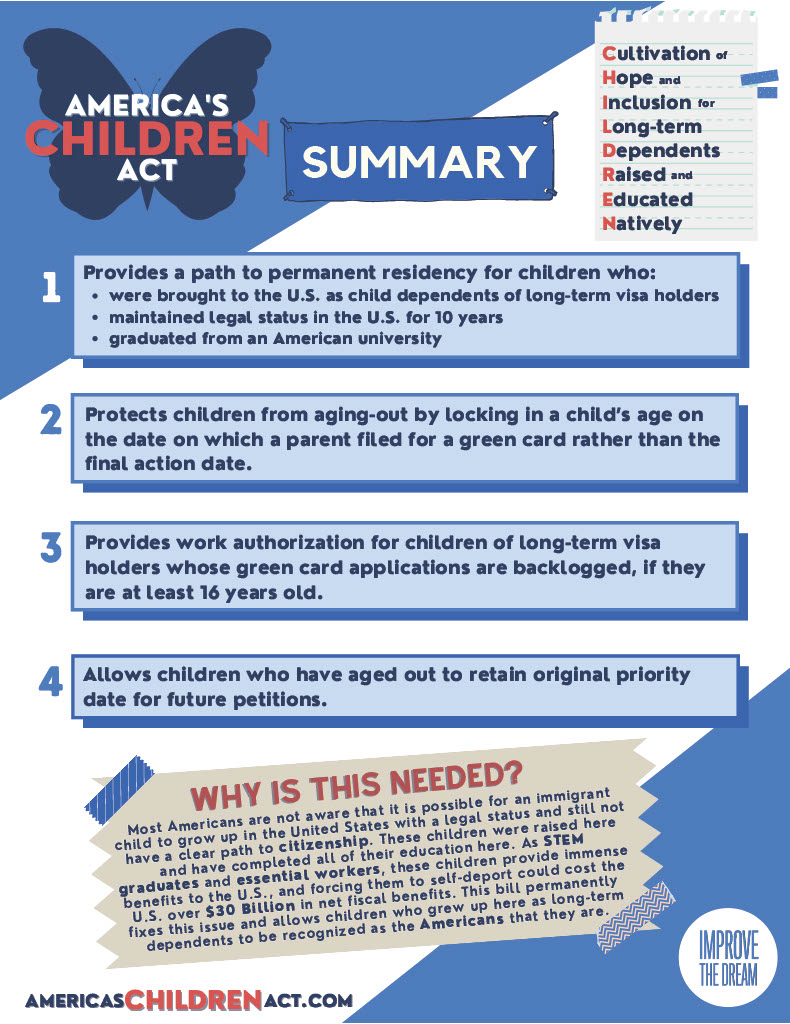 AMERICA'S
CHILDREN
ACT
SUMMARY
Cultivation of
Hope and
Inclusion for
Long-term
Dependents
Raised and
Educated
Natively
1
Provides a path to permanent residency for children who:
• were brought to the U.S. as child dependents of long-term visa holders
• maintained legal status in the U.S. for 10 years
• graduated from an American university
2
Protects children from aging-out by locking in a child's age on
the date on which a parent filed for a green card rather than the
final action date.
3
Provides work authorization for children of long-term visa
holders whose green card applications are backlogged, if they
are at least 16 years old.
4
Allows children who have aged out to retain original priority
date for future petitions.
WHY IS THIS NEEDED?
Most Americans are not aware that it is possible for an immigrant
child to grow up in the United States with a legal status and still not
have a clear path to citizenship. These children were raised here
and have completed all of their education here. As STEM
graduates and essential workers, these children provide immense
benefits to the U.S., and forcing them to self-deport could cost the
U.S. over $30 Billion in net fiscal benefits. This bill permanently
fixes this issue and allows children who grew up here as long-term
dependents to be recognized as the Americans that they are.
IMPROVE
THE DREAM
AMERICASCHILDRENACT.COM